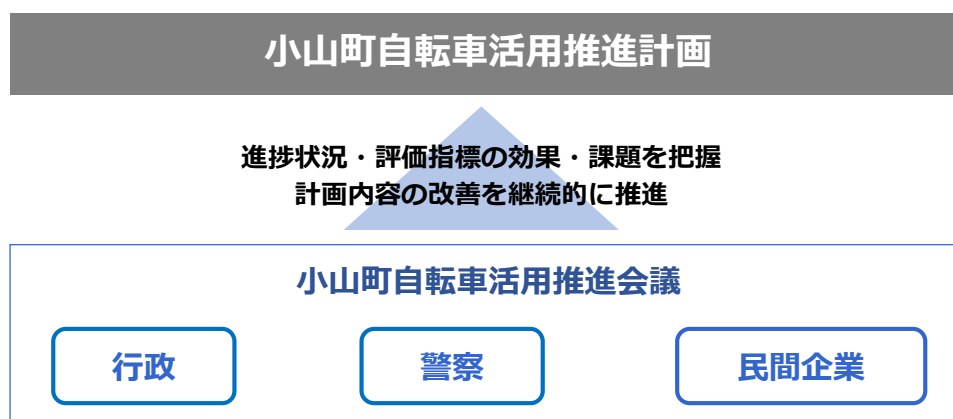 小山町自転車活用推進計画
進捗状況・評価指標の効果・課題を把握
計画内容の改善を継続的に推進
小山町自転車活用推進会議
行政
警察
民間企業